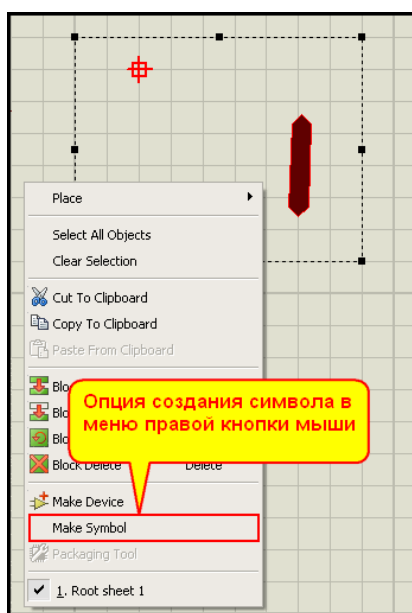 Place
Select All Objects
Clear Selection
Cut To Clipboard
Copy To Clipboard
Paste From Clipboard
Опция создания символа в
меню правой кнопки мыши
Block Delete Delete
Make Device
Make Symbol
Packaging Tool
1. Root sheet 1